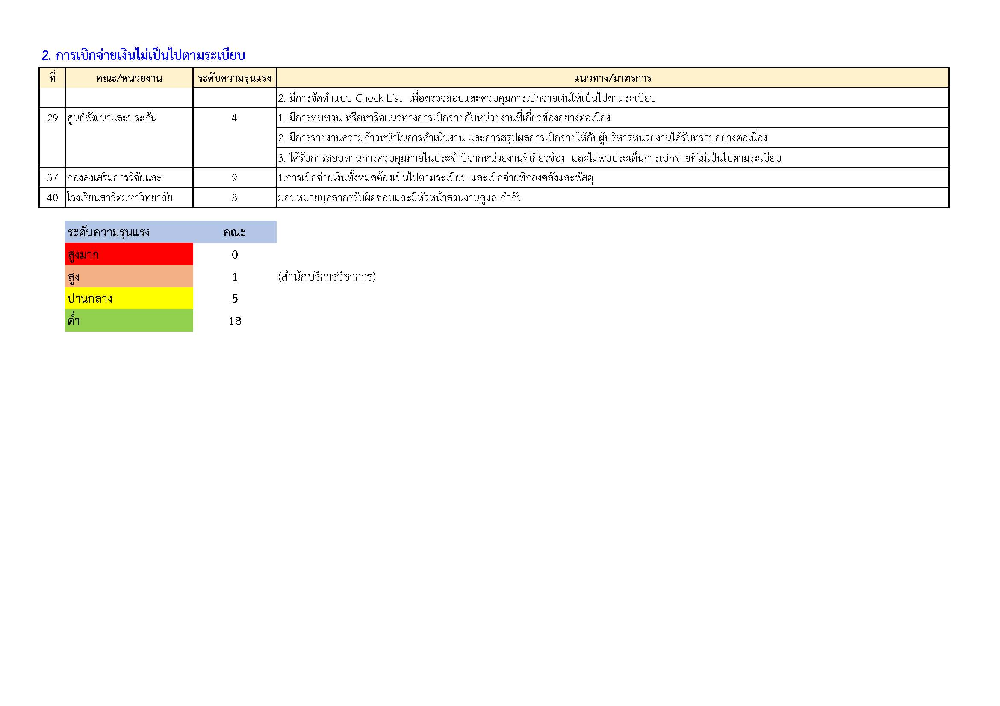 2. การเบิกจ่ายเงินไม่เป็นไปตามระเบียบ
ที่ คณะ/หน่วยงาน ระดับความรุนแรง แนวทาง/มาตรการ
2. มีการจัดทำแบบ Check-List เพื่อตรวจสอบและควบคุมการเบิกจ่ายเงินให้เป็นไปตามระเบียบ
29 ศูนย์พัฒนาและประกัน 4 1. มีการทบทวน หรือหารือแนวทางการเบิกจ่ายกับหน่วยงานที่เกี่ยวข้องอย่างต่อเนื่อง
2. มีการรายงานความก้าวหน้าในการดำเนินงาน และการสรุปผลการเบิกจ่ายให้กับผู้บริหารหน่วยงานได้รับทราบอย่างต่อเนื่อง
3. ได้รับการสอบทานการควบคุมภายในประจำปีจากหน่วยงานที่เกี่ยวข้อง และไม่พบประเด็นการเบิกจ่ายที่ไม่เป็นไปตามระเบียบ
37 กองส่งเสริมการวิจัยและ 9 1.การเบิกจ่ายเงินทั้งหมดต้องเป็นไปตามระเบียบ และเบิกจ่ายที่กองคลังและพัสดุ
40 โรงเรียนสาธิตมหาวิทยาลัย 3 มอบหมายบุคลากรรับผิดชอบและมีหัวหน้าส่วนงานดูแล กำกับ
ระดับความรุนแรง คณะ
สูงมาก 0
สูง 1 (สำนักบริการวิชาการ)
ปานกลาง 5
ต่ำ 18